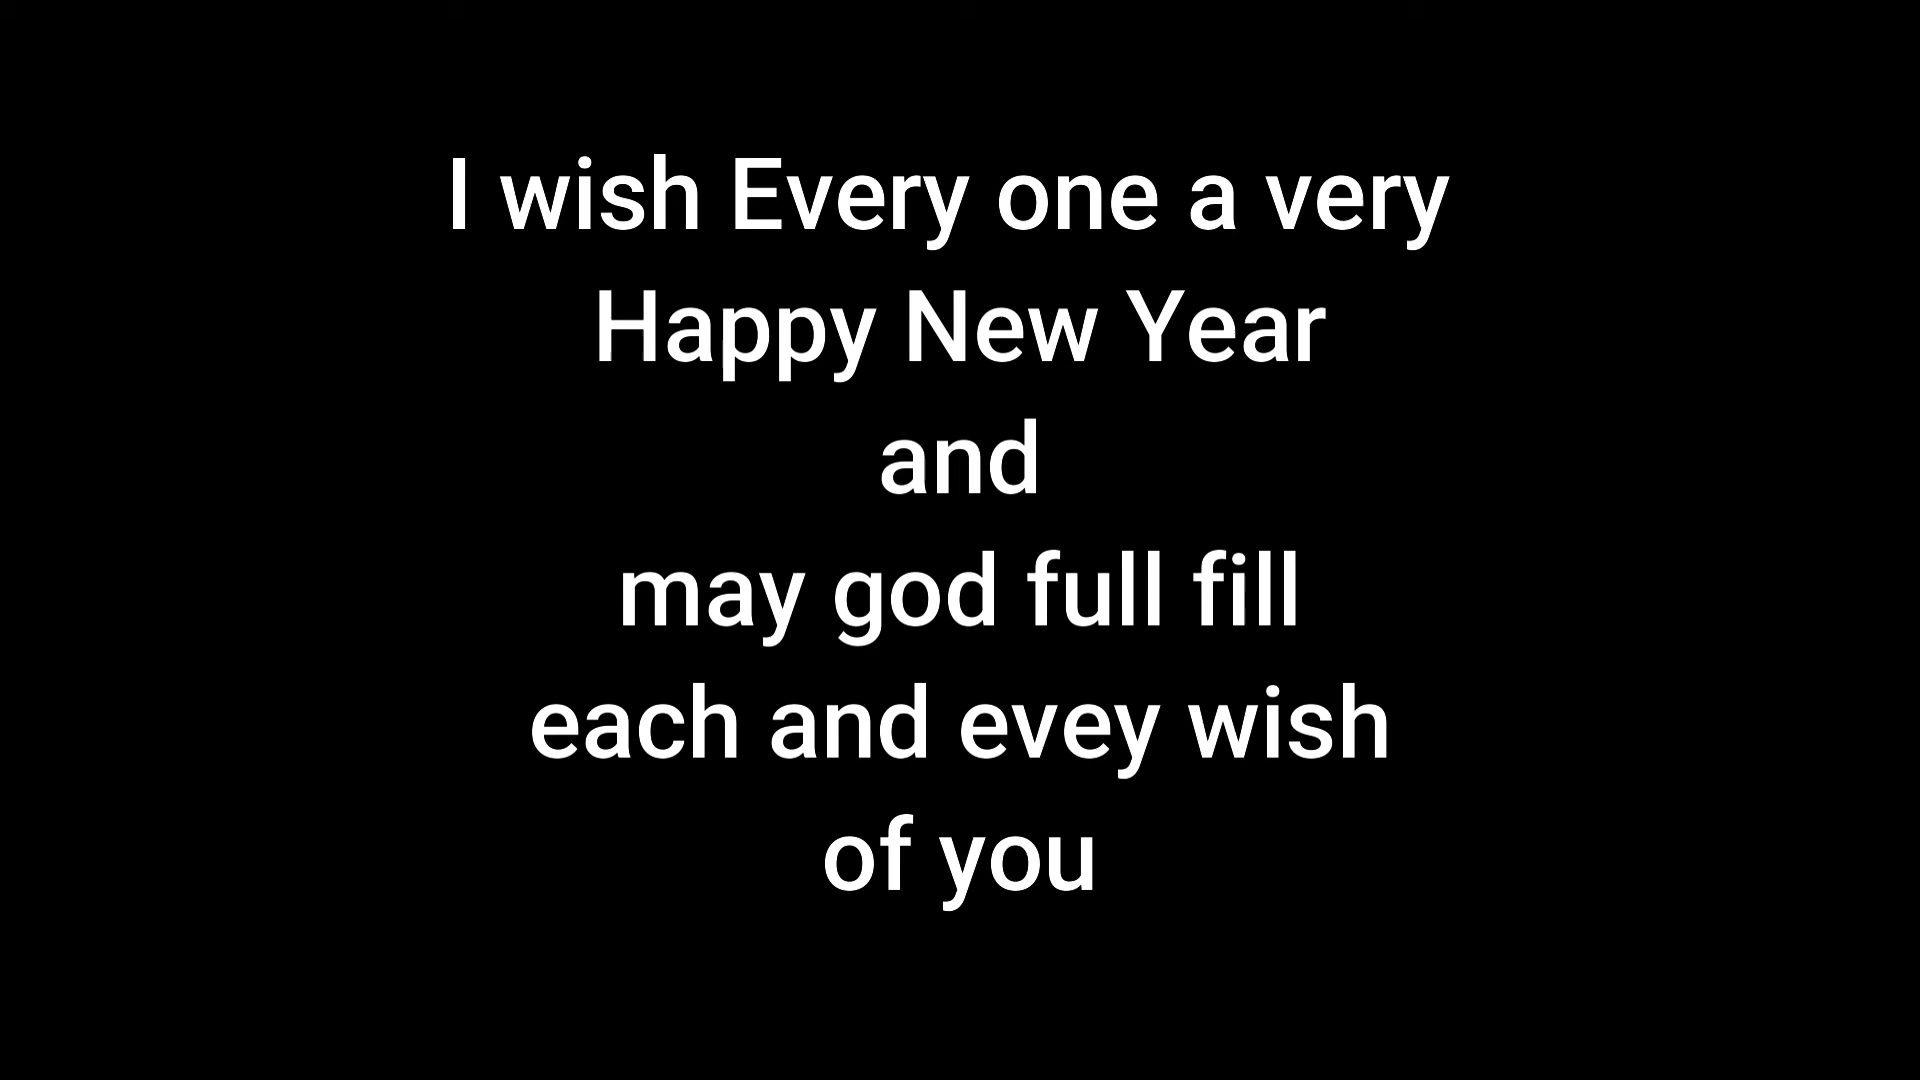 I wish Every one a very
Happy New Year
and
may god full fill
each and evey wish
of you